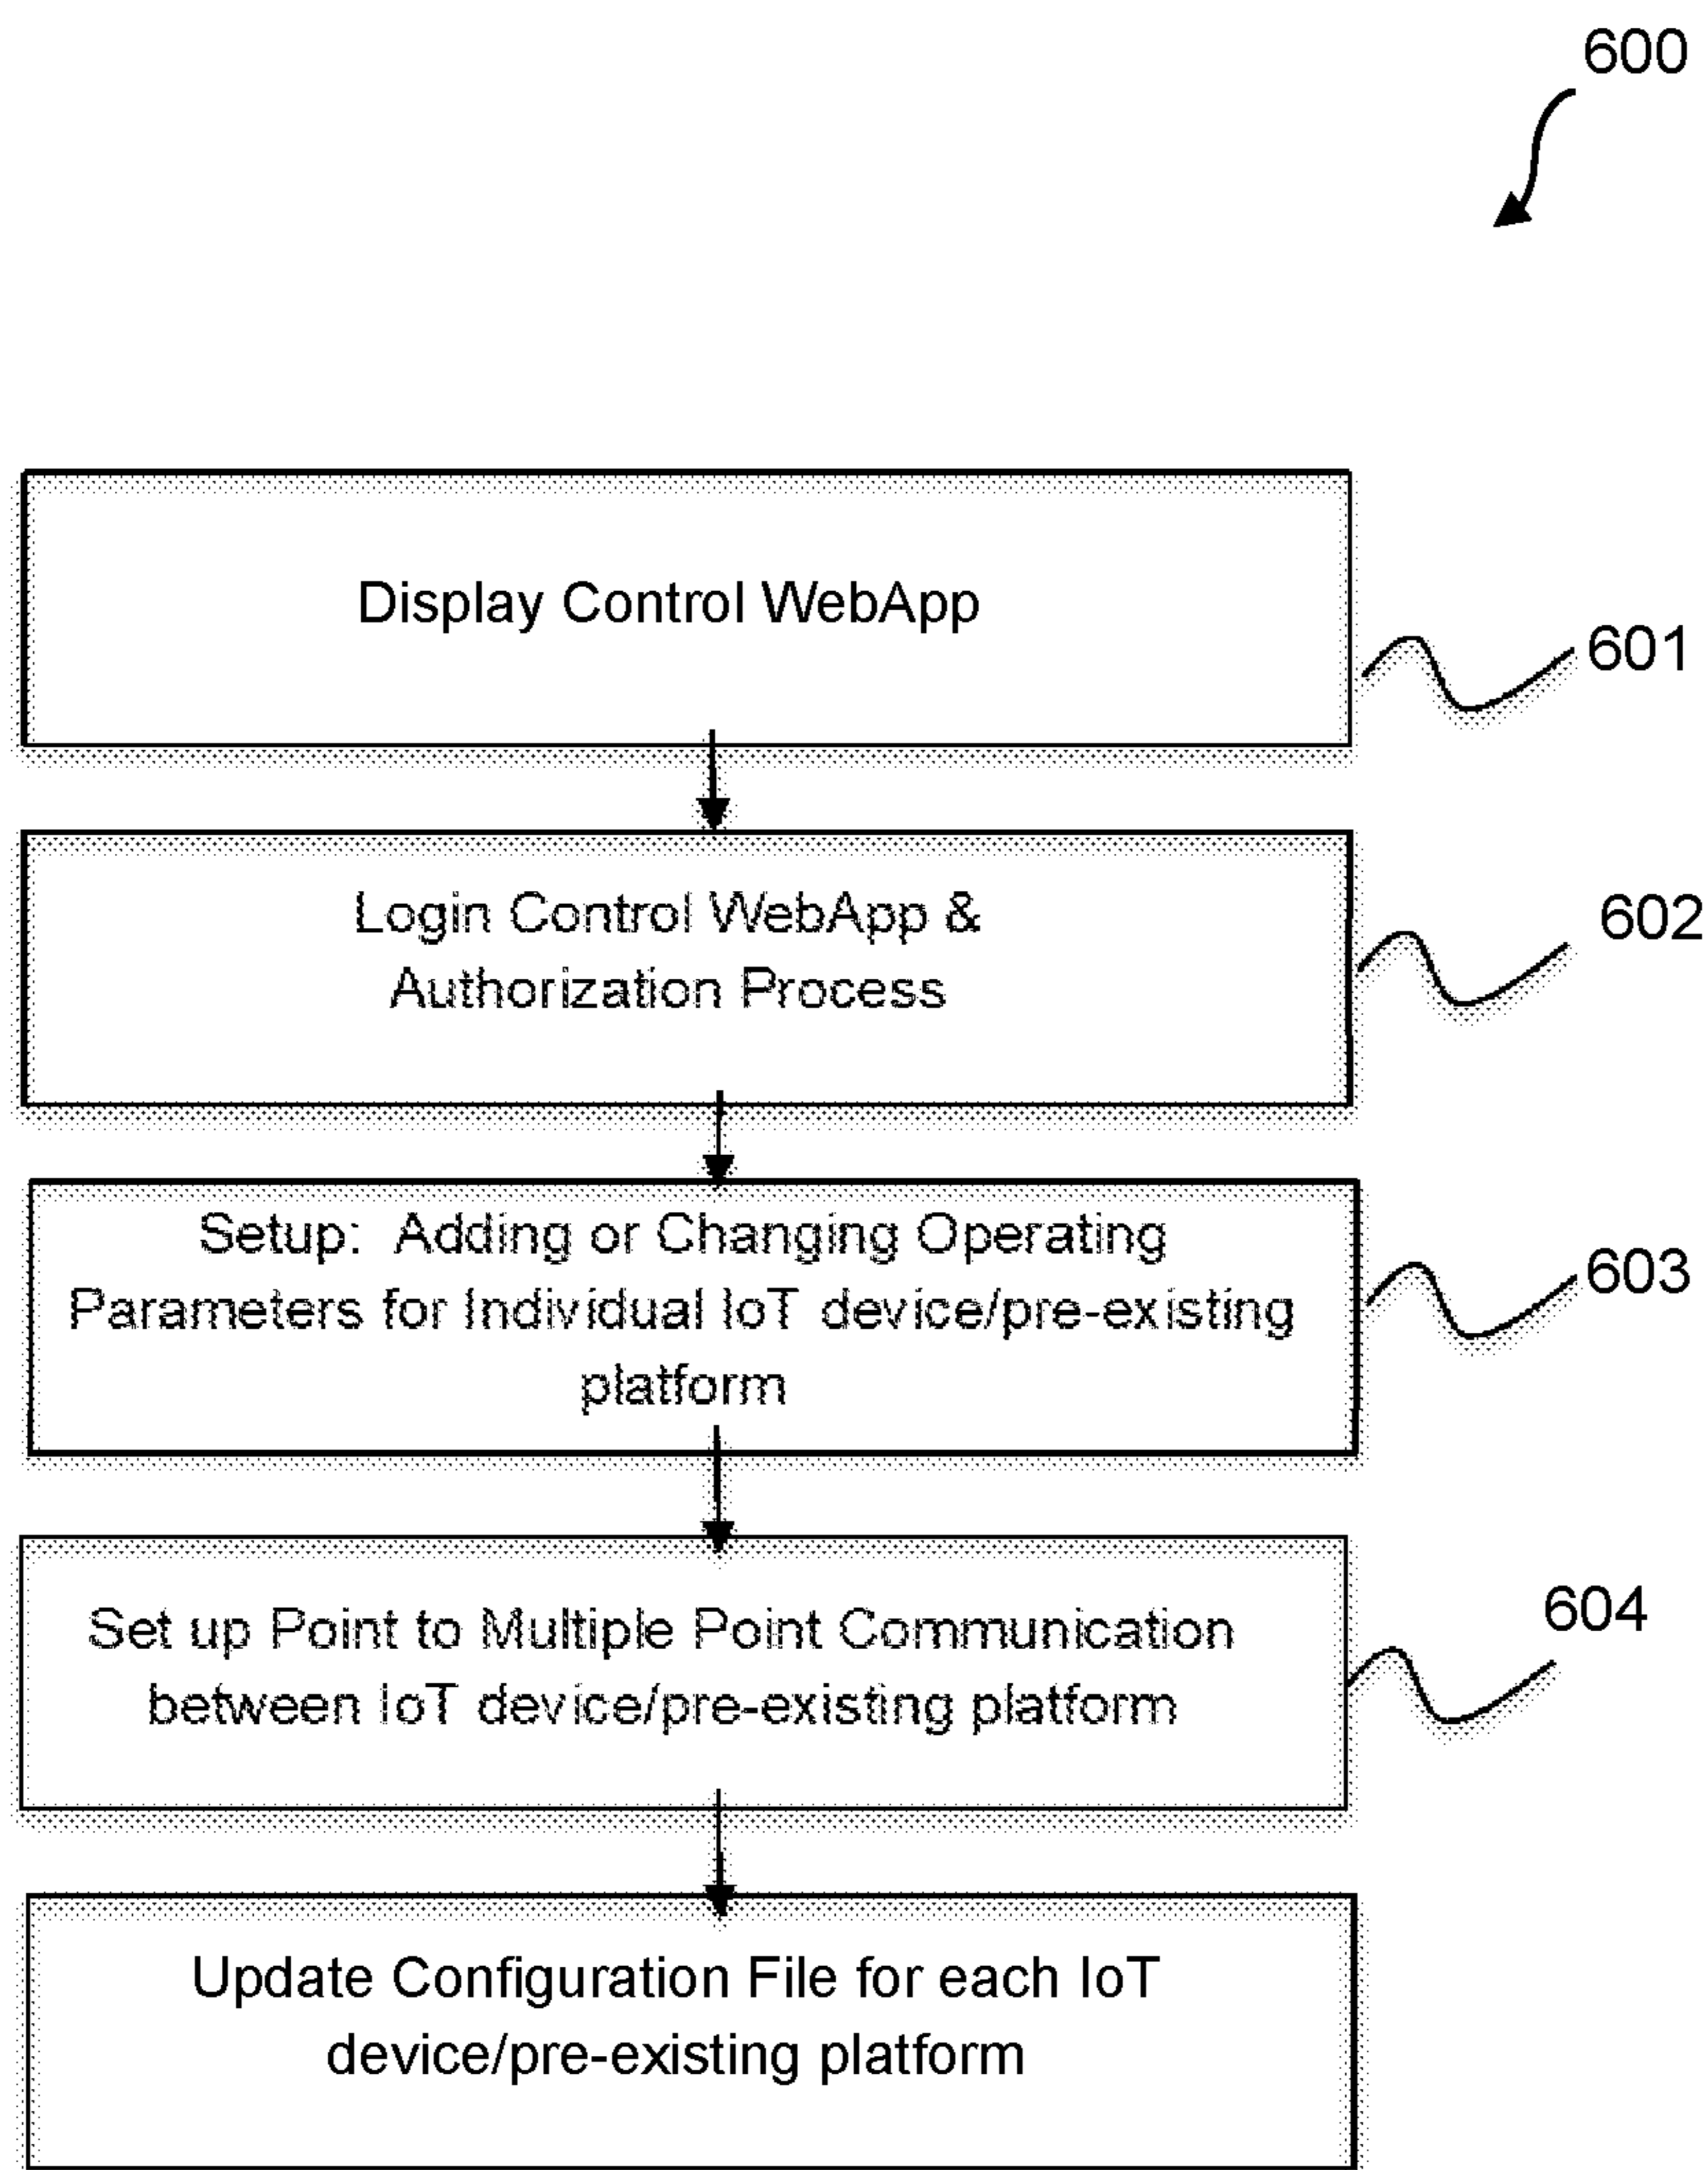 600
Display Control WebApp
601
Login Control WebApp &
Authorization Process
602
Setup: Adding or Changing Operating
Parameters for Individual IoT device/pre-existing
platform
603
Set up Point to Multiple Point Communication
between IoT device/pre-existing platform
604
Update Configuration File for each IoT
device/pre-existing platform